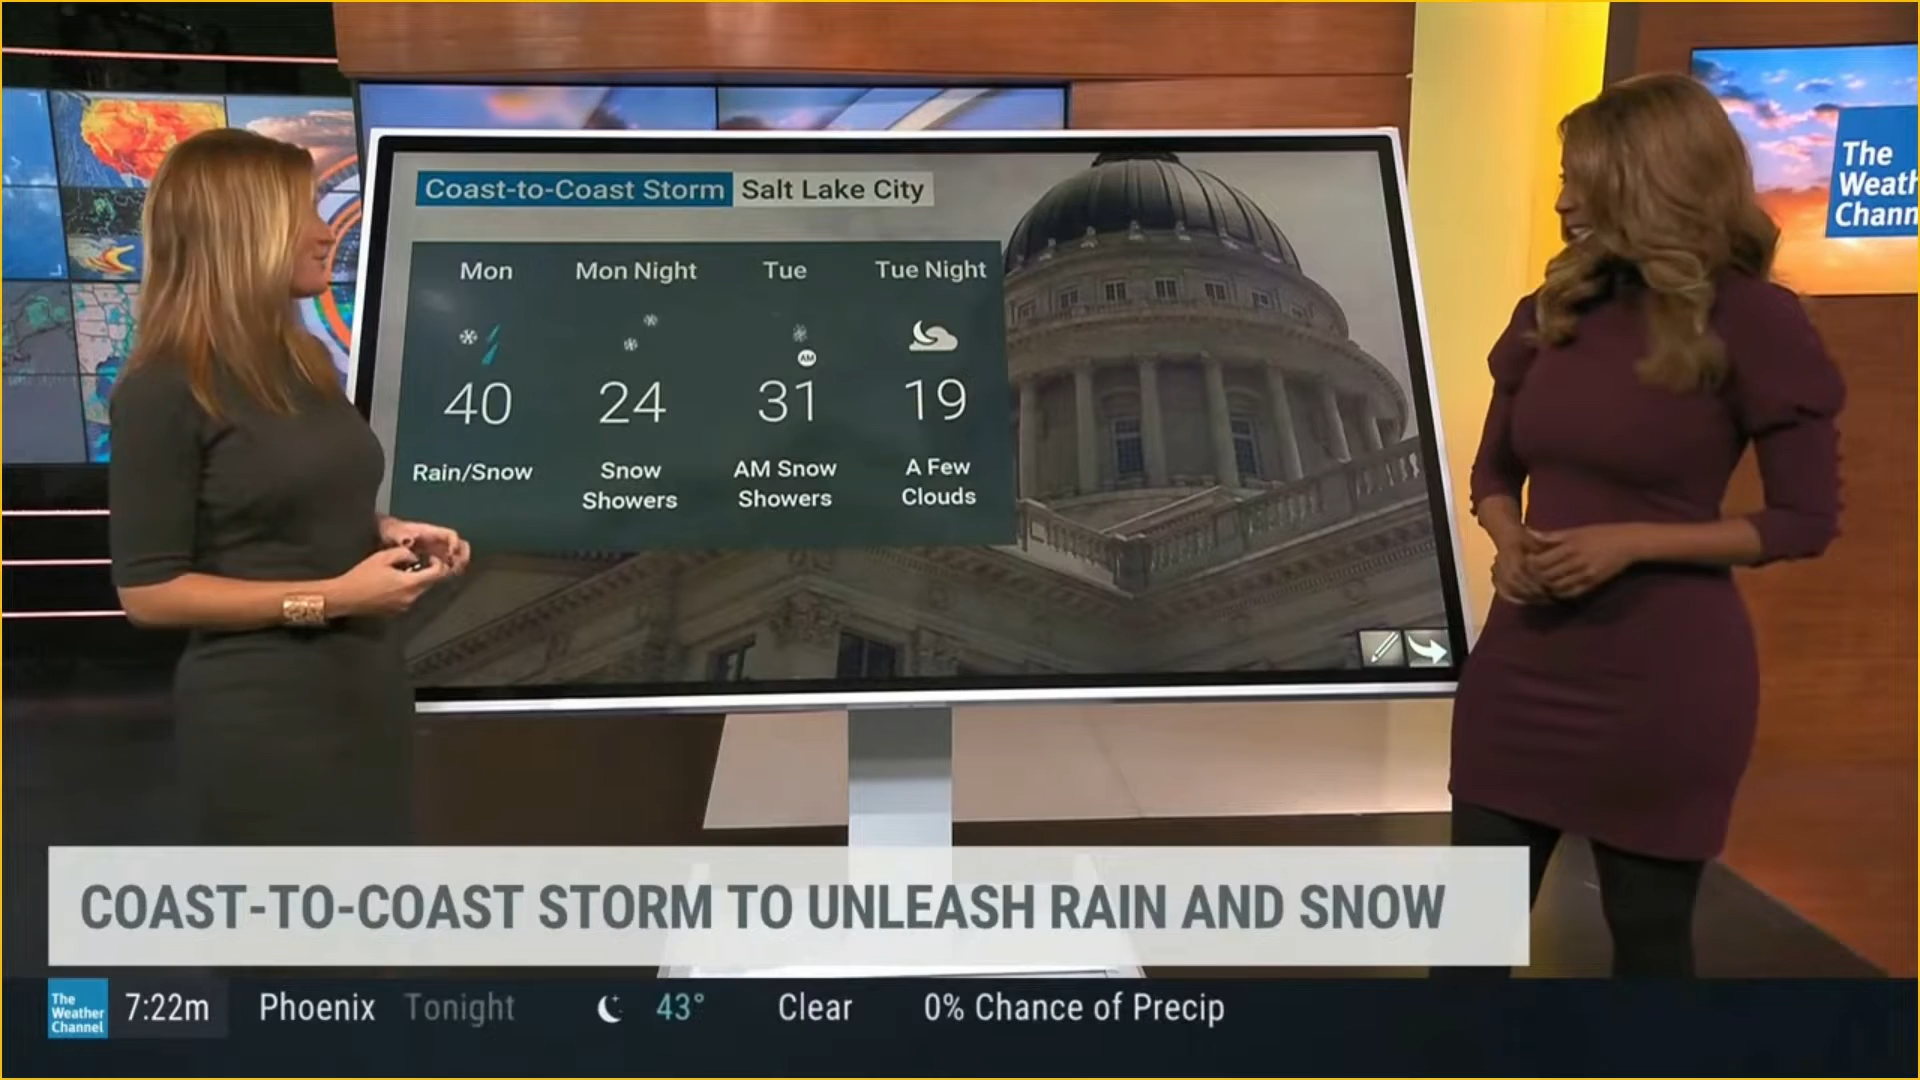 The
Weath
Chann
Coast-to-Coast Storm Salt Lake City
Mon Mon Night Tue Tue Night
AM
40 24 31 19
Rain/Snow Snow Showers AM Snow Showers A Few Clouds
COAST-TO-COAST STORM TO UNLEASH RAIN AND SNOW
The Weather Channel
7:22m Phoenix Tonight 43° Clear 0% Chance of Precip